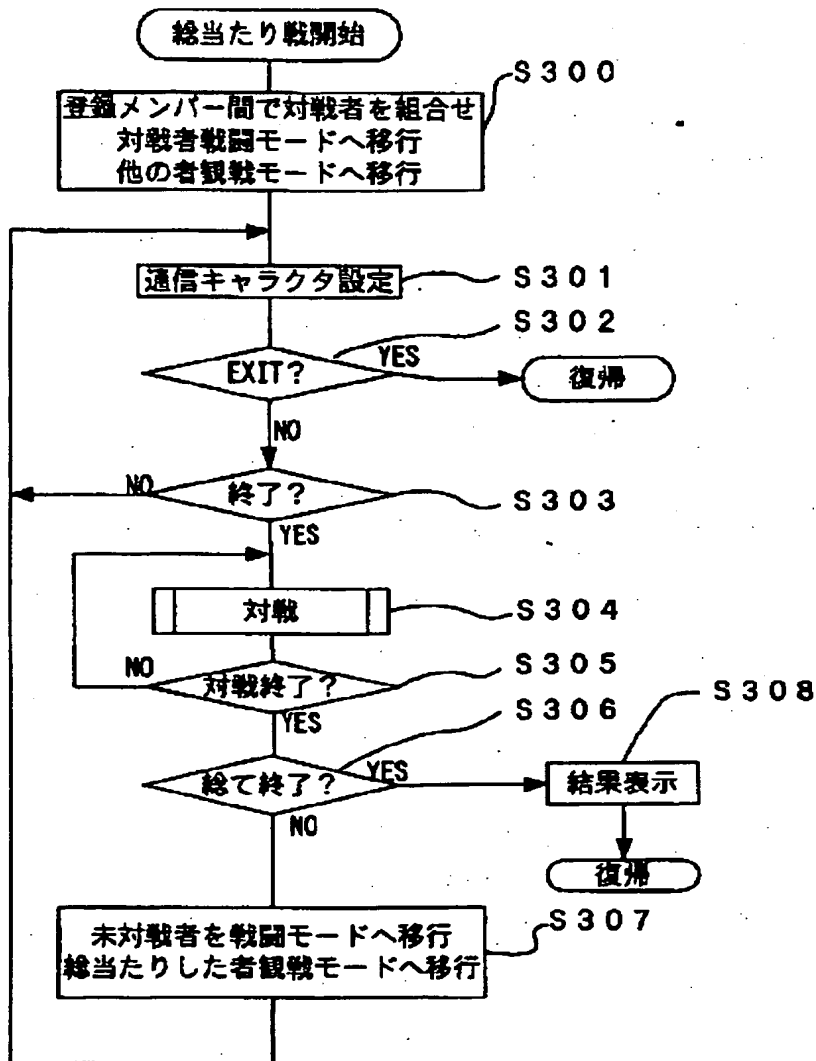 総当たり戦開始
S300
登録メンバー間で対戦者を組合せ
対戦者戦闘モードへ移行
他の者観戦モードへ移行
通信キャラクタ設定
S301
S302
EXIT?
YES
復帰
NO
NO
終了?
S303
YES
対戦
S304
NO
対戦終了?
S305
YES
S306
S308
総て終了?
YES
結果表示
NO
復帰
S307
未対戦者を戦闘モードへ移行
総当たりした者観戦モードへ移行